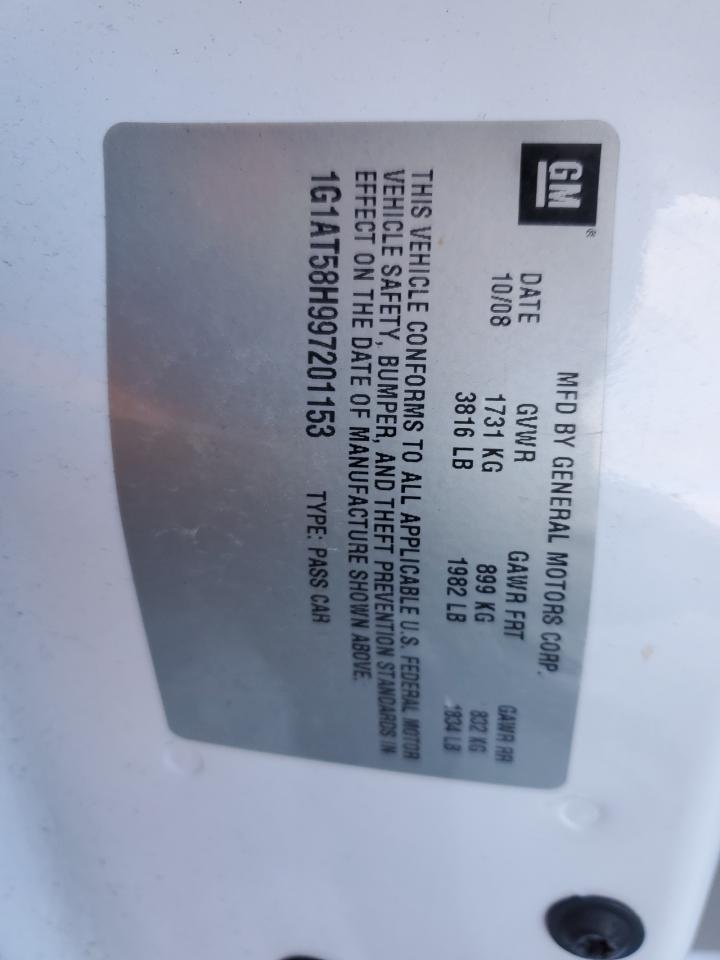 GM®
MFD BY GENERAL MOTORS CORP.
DATE GVWR GAWR FRT GAWR RR
10/08 1731 KG 899 KG 832 KG
3816 LB 1982 LB 1834 LB
THIS VEHICLE CONFORMS TO ALL APPLICABLE U.S. FEDERAL MOTOR
VEHICLE SAFETY, BUMPER, AND THEFT PREVENTION STANDARDS IN
EFFECT ON THE DATE OF MANUFACTURE SHOWN ABOVE.
1G1AT58H997201153 TYPE: PASS CAR